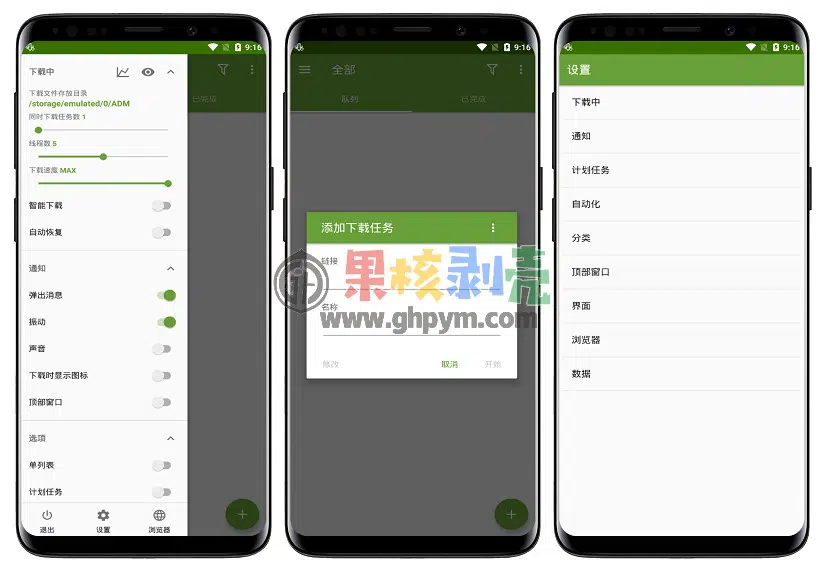 9:16
下载中
下载文件存放目录
/storage/emulated/0/ADM
同时下载任务数 1
线程数 5
下载速度 MAX
智能下载
自动恢复
通知
弹出消息
振动
声音
下载时显示图标
顶部窗口
选项
单列表
计划任务
退出
设置
浏览器
已完成
9:16
全部
队列
已完成
添加下载任务
链接
名称
修改
取消
开始
果核剥壳
www.ghpym.com
9:16
设置
下载中
通知
计划任务
自动化
分类
顶部窗口
界面
浏览器
数据